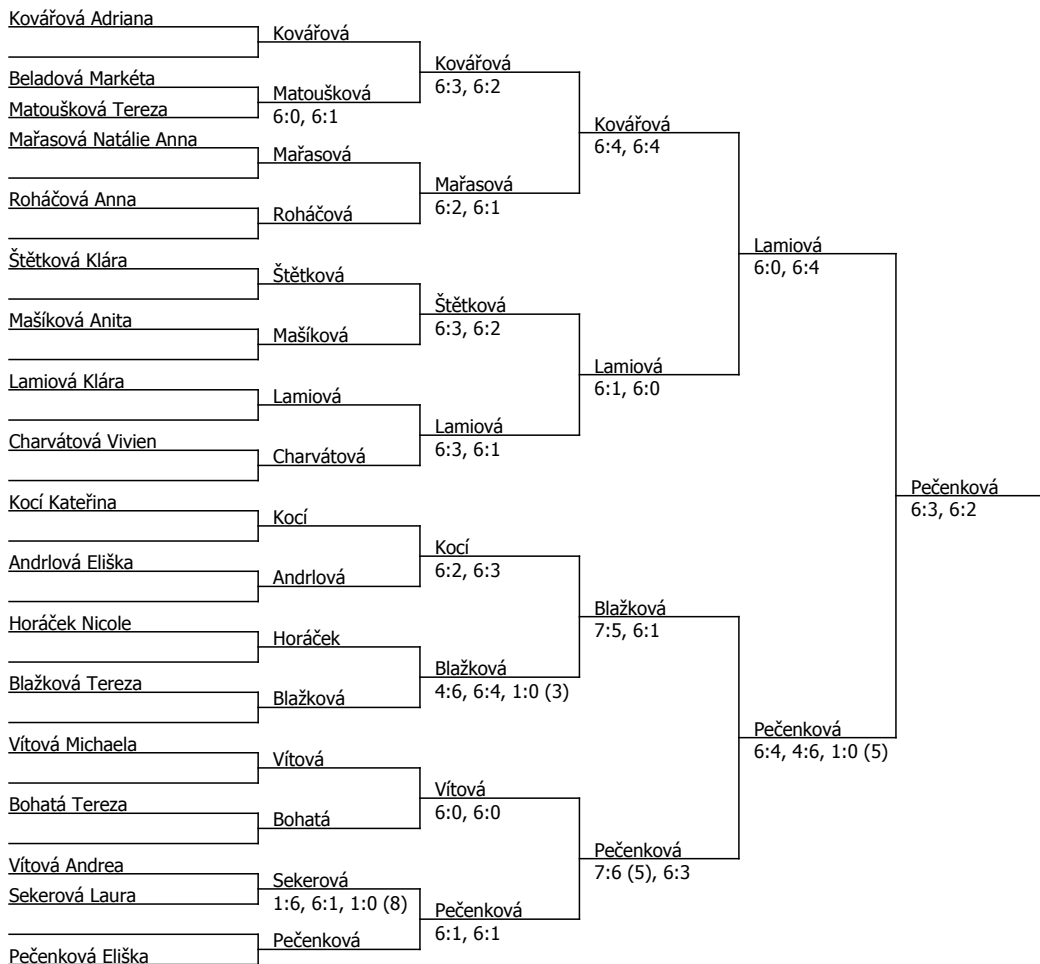 Kovářová Adriana
Beladová Markéta
Matoušková Tereza
Mařasová Natálie Anna
Roháčová Anna
Štětková Klára
Mašíková Anita
Lamiová Klára
Charvátová Vivien
Kocí Kateřina
Andrlová Eliška
Horáček Nicole
Blažková Tereza
Vítová Michaela
Bohatá Tereza
Vítová Andrea
Sekerová Laura
Pečenková Eliška
Kovářová
Matoušková
6:0, 6:1
Mařasová
Roháčová
Štětková
Mašíková
Lamiová
Charvátová
Kocí
Andrlová
Horáček
Blažková
Vítová
Bohatá
Sekerová
1:6, 6:1, 1:0 (8)
Pečenková
Kovářová
6:3, 6:2
Mařasová
6:2, 6:1
Štětková
6:3, 6:2
Lamiová
6:3, 6:1
Kocí
6:2, 6:3
Blažková
4:6, 6:4, 1:0 (3)
Vítová
6:0, 6:0
Pečenková
6:1, 6:1
Kovářová
6:4, 6:4
Lamiová
6:1, 6:0
Blažková
7:5, 6:1
Pečenková
7:6 (5), 6:3
Lamiová
6:0, 6:4
Pečenková
6:4, 4:6, 1:0 (5)
Pečenková
6:3, 6:2